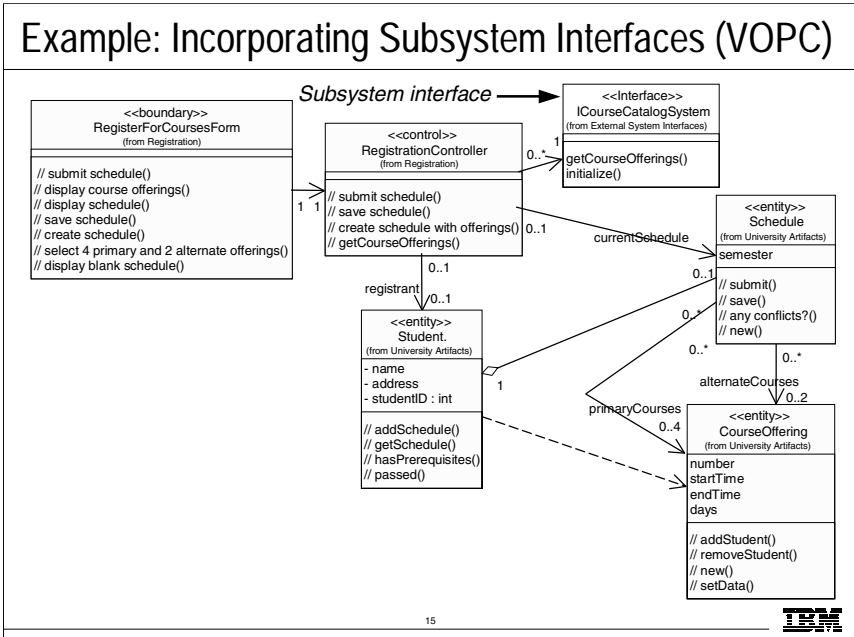 Example: Incorporating Subsystem Interfaces (VOPC)
Subsystem interface
<<boundary>>
RegisterForCoursesForm
(from Registration)
// submit schedule()
// display course offerings()
// display schedule()
// save schedule()
// create schedule()
// select 4 primary and 2 alternate offerings()
// display blank schedule()
1
1
<<control>>
RegistrationController
(from Registration)
// submit schedule()
// save schedule()
// create schedule with offerings()
// getCourseOfferings()
0..*
1
<<Interface>>
ICourseCatalogSystem
(from External System Interfaces)
getCourseOfferings()
initialize()
0..1
currentSchedule
0..1
<<entity>>
Schedule
(from University Artifacts)
semester
// submit()
// save()
// any conflicts?()
// new()
0..1
registrant
0..1
<<entity>>
Student.
(from University Artifacts)
- name
- address
- studentID : int
// addSchedule()
// getSchedule()
// hasPrerequisites()
// passed()
1
0..*
0..*
0..*
alternateCourses
0..2
primaryCourses
0..4
<<entity>>
CourseOffering
(from University Artifacts)
number
startTime
endTime
days
// addStudent()
// removeStudent()
// new()
// setData()
15
IBM